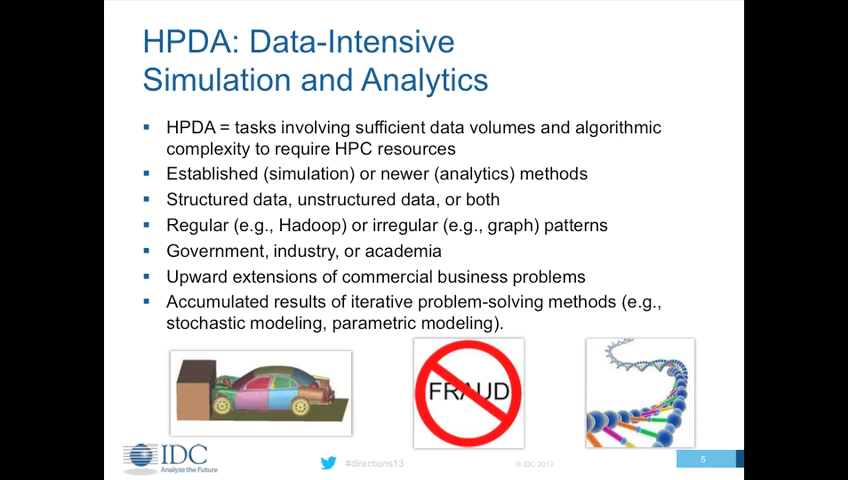 HPDA: Data-Intensive
Simulation and Analytics
HPDA = tasks involving sufficient data volumes and algorithmic
complexity to require HPC resources
Established (simulation) or newer (analytics) methods
Structured data, unstructured data, or both
Regular (e.g., Hadoop) or irregular (e.g., graph) patterns
Government, industry, or academia
Upward extensions of commercial business problems
Accumulated results of iterative problem-solving methods (e.g.,
stochastic modeling, parametric modeling).
FRAUD
IDC
Analyze the Future
#directions13
© IDC 2013
5